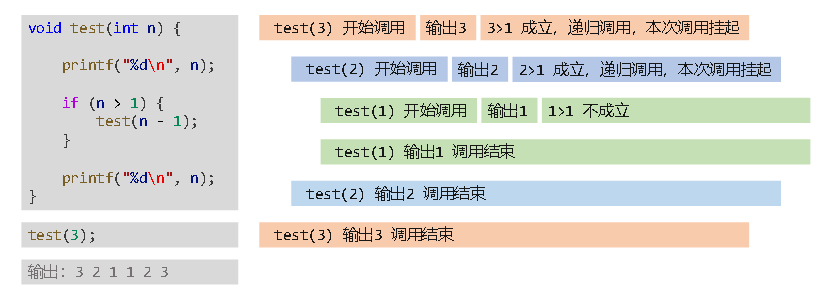 void test(int n) {
printf("%d\n", n);
if (n > 1) {
test(n - 1);
}
printf("%d\n", n);
}
test(3);
输出: 3 2 1 1 2 3
test(3) 开始调用 输出3 3>1 成立, 递归调用, 本次调用挂起
test(2) 开始调用 输出2 2>1 成立, 递归调用, 本次调用挂起
test(1) 开始调用 输出1 1>1 不成立
test(1) 输出1 调用结束
test(2) 输出2 调用结束
test(3) 输出3 调用结束